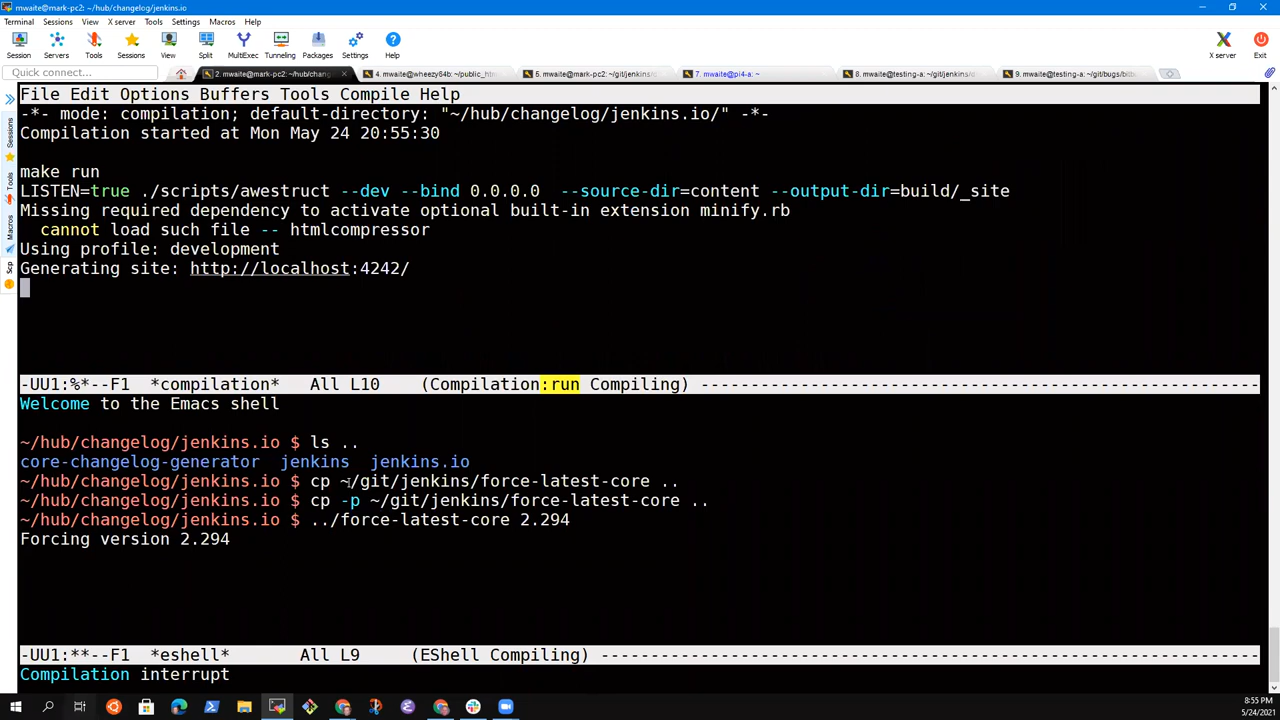 mwaite@mark-pc2: ~/hub/changelog/jenkins.io
Terminal Sessions View X server Tools Settings Macros Help
Session Servers Tools Sessions View Split MultiExec Tunneling Packages Settings Help X server Exit
Quick connect...
2. mwaite@mark-pc2: ~/hub/chang
4. mwaite@wheezy64b: ~/public_ht
5. mwaite@mark-pc2: ~/git/jenkins/
7. mwaite@pi4-a: ~
8. mwaite@testing-a: ~/git/jenkins/
9. mwaite@testing-a: ~/git/bugs/
Sessions
Tools
Macros
Scp
File Edit Options Buffers Tools Compile Help
-*- mode: compilation; default-directory: "~/hub/changelog/jenkins.io/" -*-
Compilation started at Mon May 24 20:55:30
make run
LISTEN=true ./scripts/awestruct --dev --bind 0.0.0.0  --source-dir=content --output-dir=build/_site
Missing required dependency to activate optional built-in extension minify.rb
cannot load such file -- htmlcompressor
Using profile: development
Generating site: http://localhost:4242/
-UU1:%*--F1  *compilation*   All L10    (Compilation:run Compiling) --------------------------------------------------------
Welcome to the Emacs shell
~/hub/changelog/jenkins.io $ ls ..
core-changelog-generator  jenkins  jenkins.io
~/hub/changelog/jenkins.io $ cp ~/git/jenkins/force-latest-core ..
~/hub/changelog/jenkins.io $ cp -p ~/git/jenkins/force-latest-core ..
~/hub/changelog/jenkins.io $ ../force-latest-core 2.294
Forcing version 2.294
-UU1:**--F1  *eshell*       All L9     (EShell Compiling) ------------------------------------------------------------------
Compilation interrupt
8:55 PM
5/24/2021